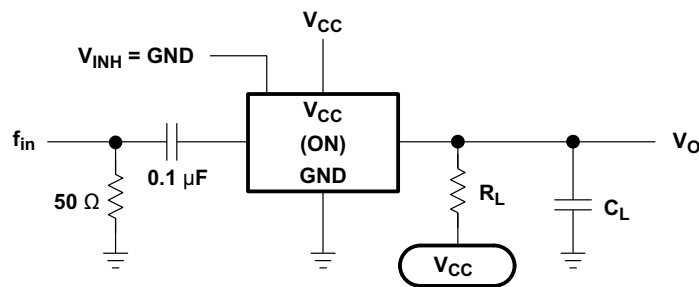 V_CC
V_INH = GND
V_CC
(ON)
GND
f_in
0.1 µF
50 Ω
R_L
V_CC
C_L
V_O